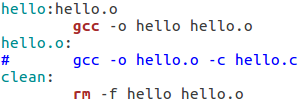 hello:hello.o
        gcc -o hello hello.o
hello.o:
#       gcc -o hello.o -c hello.c
clean:
        rm -f hello hello.o